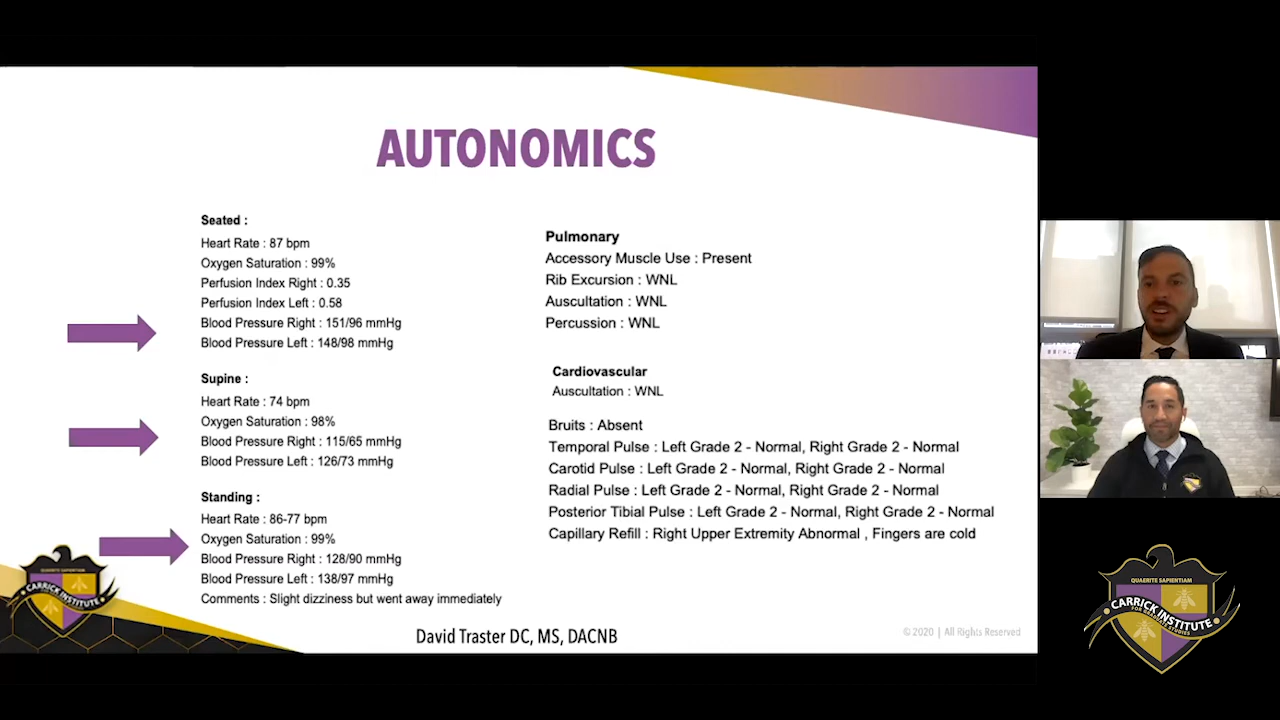 AUTONOMICS
Seated :
Heart Rate : 87 bpm
Oxygen Saturation : 99%
Perfusion Index Right : 0.35
Perfusion Index Left : 0.58
Blood Pressure Right : 151/96 mmHg
Blood Pressure Left : 148/98 mmHg
Supine :
Heart Rate : 74 bpm
Oxygen Saturation : 98%
Blood Pressure Right : 115/65 mmHg
Blood Pressure Left : 126/73 mmHg
Standing :
Heart Rate : 86-77 bpm
Oxygen Saturation : 99%
Blood Pressure Right : 128/90 mmHg
Blood Pressure Left : 138/97 mmHg
Comments : Slight dizziness but went away immediately
Pulmonary
Accessory Muscle Use : Present
Rib Excursion : WNL
Auscultation : WNL
Percussion : WNL
Cardiovascular
Auscultation : WNL
Bruits : Absent
Temporal Pulse : Left Grade 2 - Normal, Right Grade 2 - Normal
Carotid Pulse : Left Grade 2 - Normal, Right Grade 2 - Normal
Radial Pulse : Left Grade 2 - Normal, Right Grade 2 - Normal
Posterior Tibial Pulse : Left Grade 2 - Normal, Right Grade 2 - Normal
Capillary Refill : Right Upper Extremity Abnormal , Fingers are cold
QUAERITE SAPIENTIAM
CARRICK INSTITUTE
David Traster DC, MS, DACNB
© 2020 | All Rights Reserved
QUAERITE SAPIENTIAM
CARRICK INSTITUTE